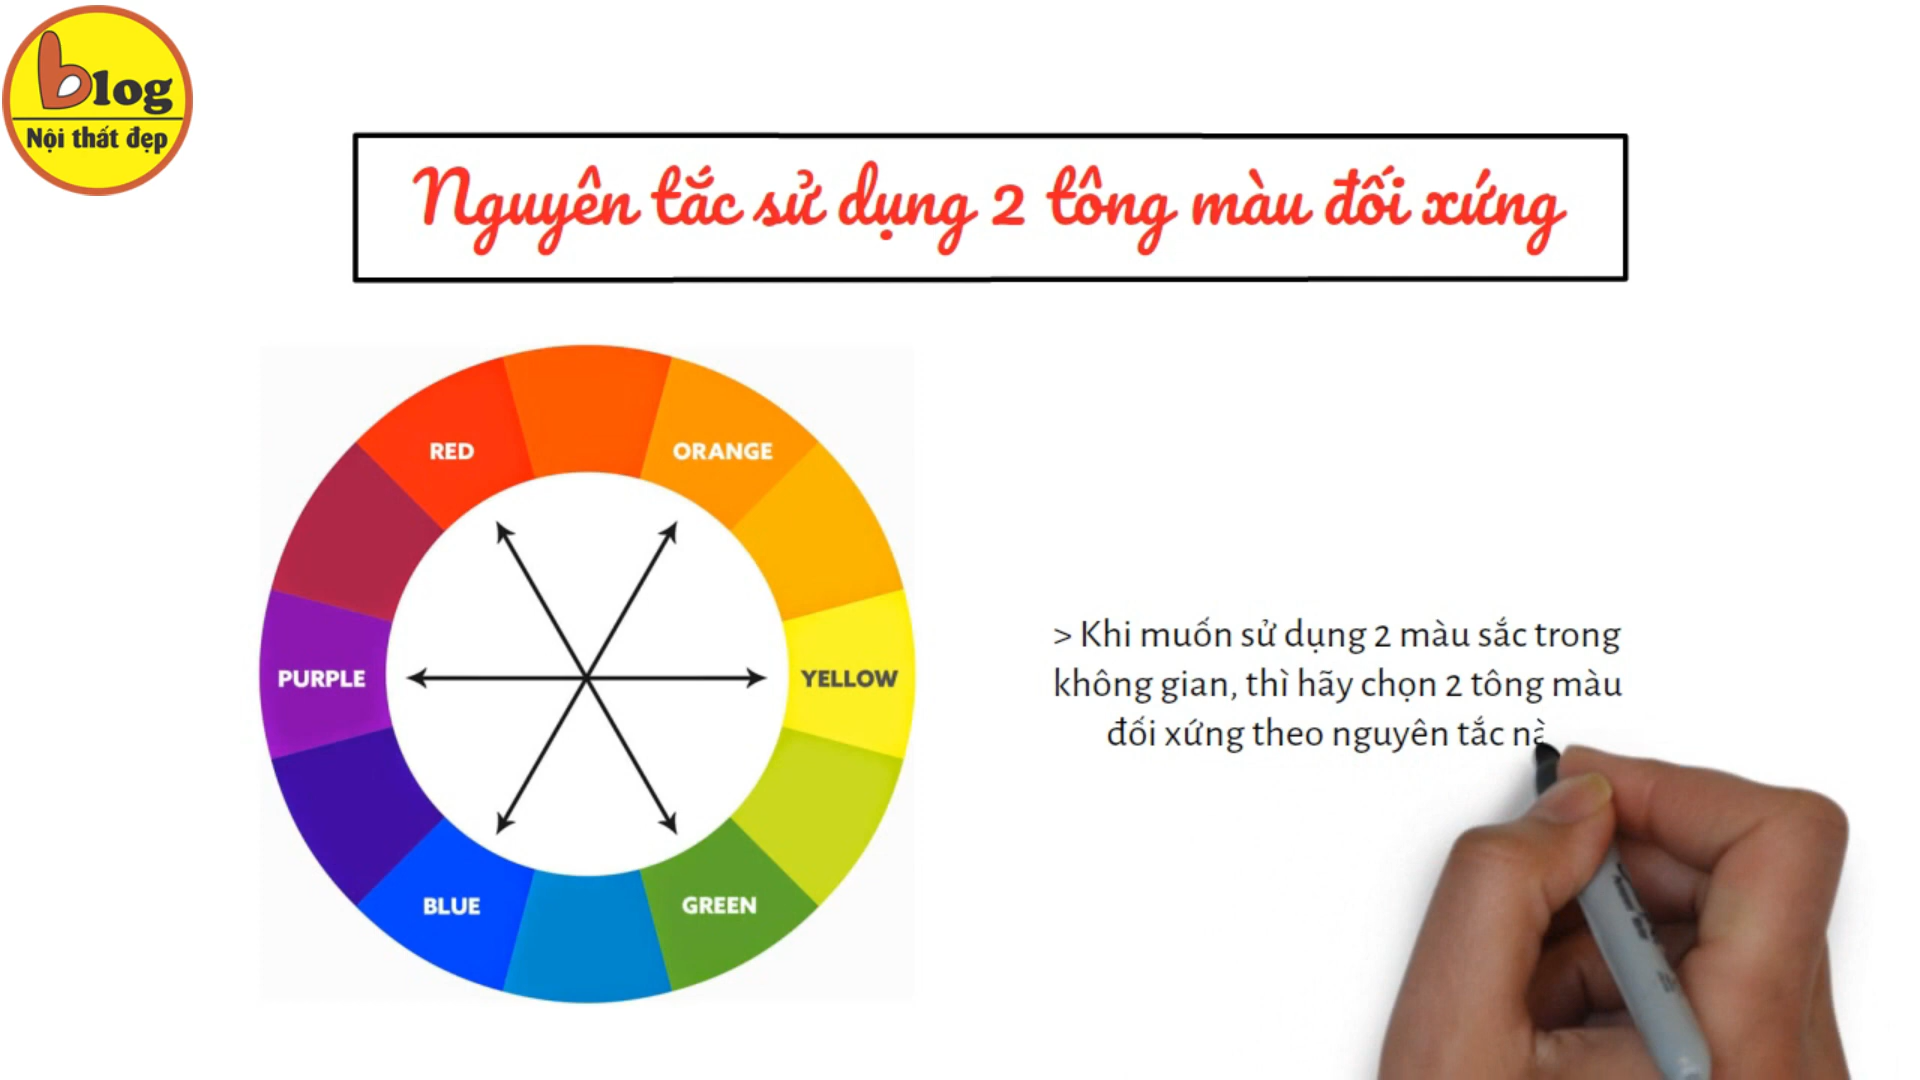 blog
Nội thất đẹp
Nguyên tắc sử dụng 2 tông màu đối xứng
RED
ORANGE
PURPLE
YELLOW
BLUE
GREEN
> Khi muốn sử dụng 2 màu sắc trong
không gian, thì hãy chọn 2 tông màu
đối xứng theo nguyên tắc